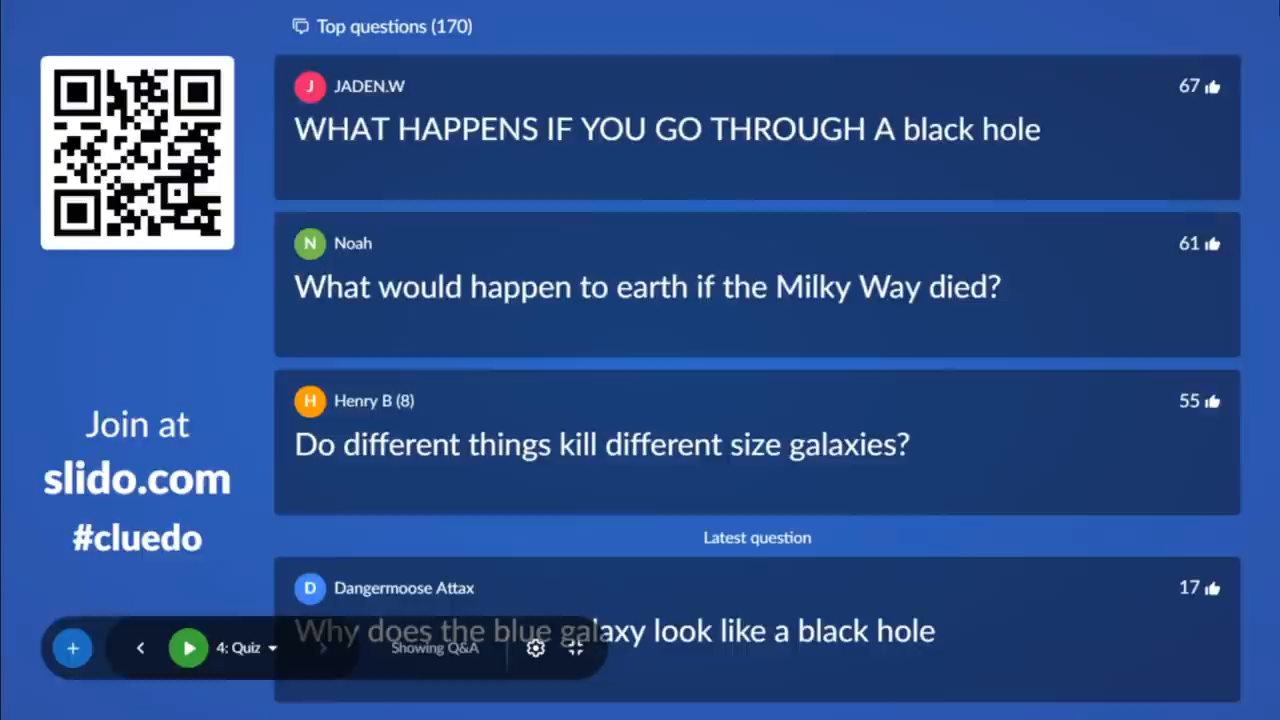 Top questions (170)
J JADEN.W 67
WHAT HAPPENS IF YOU GO THROUGH A black hole
N Noah 61
What would happen to earth if the Milky Way died?
H Henry B (8) 55
Do different things kill different size galaxies?
Join at
slido.com
#cluedo
Latest question
D Dangermoose Attax 17
Why does the blue galaxy look like a black hole
4: Quiz
Showing Q&A